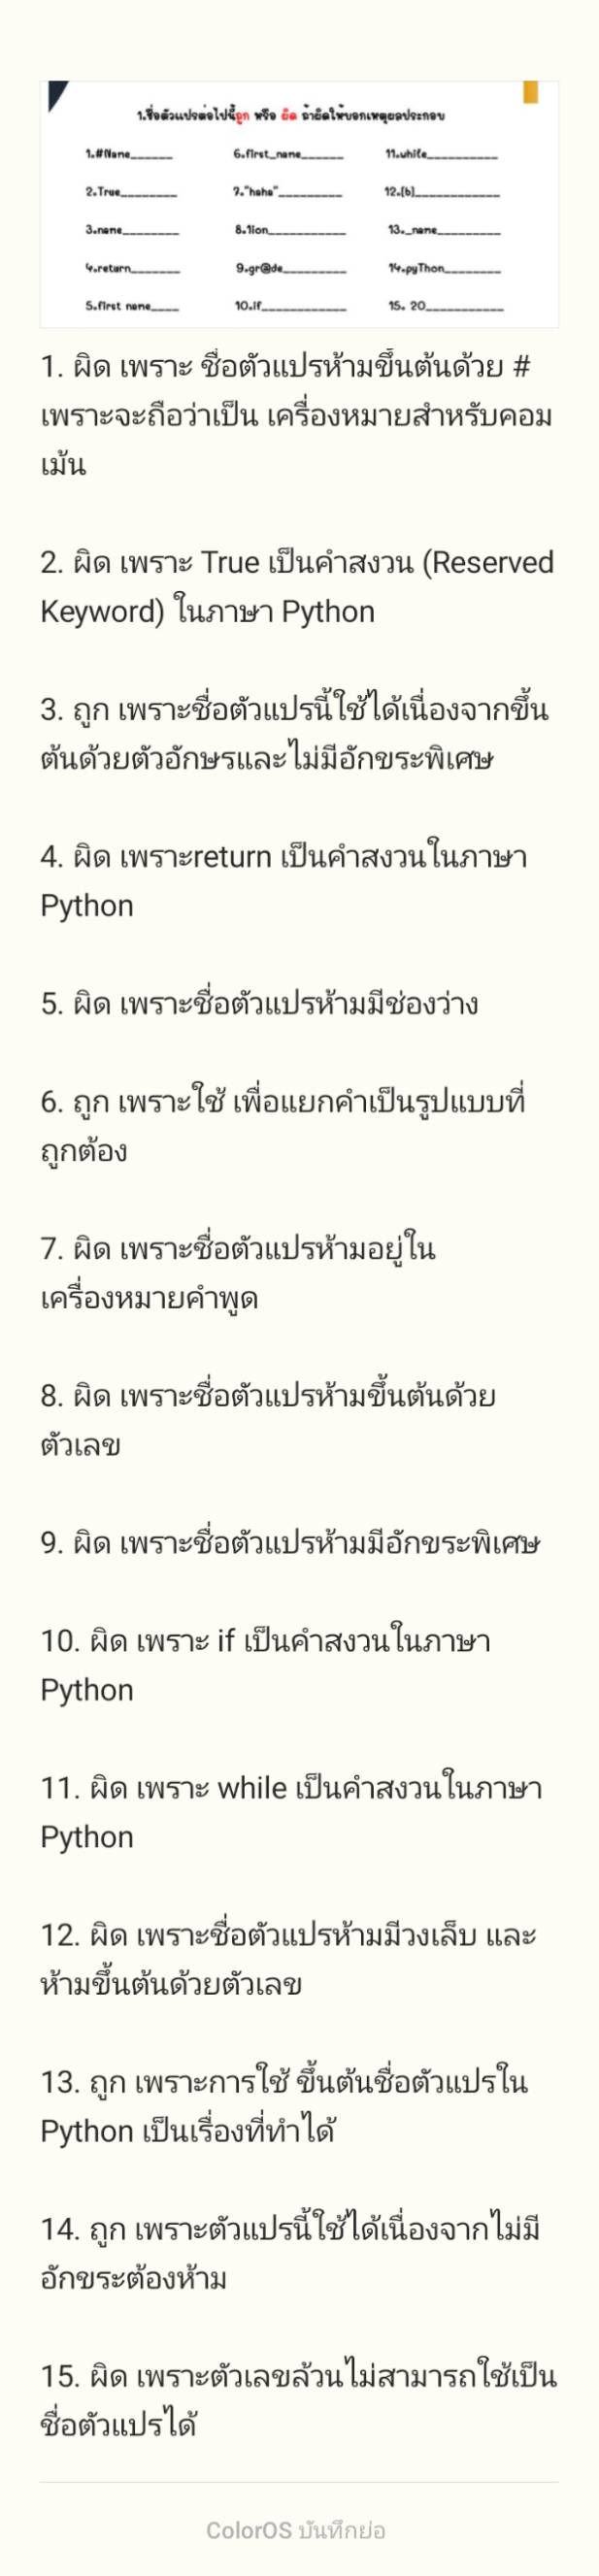 1.ชื่อตัวแปรต่อไปนี้ถูก หรือ ผิด ถ้าผิดให้บอกเหตุผลประกอบ
1.#Name______ 6.first_name______ 11.while__________
2.True________ 7."haha"_________ 12.(b)____________
3.name________ 8.1ion___________ 13._name_________
4.return_______ 9.gr@de_________ 14.pyThon________
5.first name____ 10.if____________ 15. 20___________
1. ผิด เพราะ ชื่อตัวแปรห้ามขึ้นต้นด้วย #
เพราะจะถือว่าเป็น เครื่องหมายสำหรับคอม
เม้น
2. ผิด เพราะ True เป็นคำสงวน (Reserved
Keyword) ในภาษา Python
3. ถูก เพราะชื่อตัวแปรนี้ใช้ได้เนื่องจากขึ้น
ต้นด้วยตัวอักษรและไม่มีอักขระพิเศษ
4. ผิด เพราะreturn เป็นคำสงวนในภาษา
Python
5. ผิด เพราะชื่อตัวแปรห้ามมีช่องว่าง
6. ถูก เพราะใช้ เพื่อแยกคำเป็นรูปแบบที่
ถูกต้อง
7. ผิด เพราะชื่อตัวแปรห้ามอยู่ใน
เครื่องหมายคำพูด
8. ผิด เพราะชื่อตัวแปรห้ามขึ้นต้นด้วย
ตัวเลข
9. ผิด เพราะชื่อตัวแปรห้ามมีอักขระพิเศษ
10. ผิด เพราะ if เป็นคำสงวนในภาษา
Python
11. ผิด เพราะ while เป็นคำสงวนในภาษา
Python
12. ผิด เพราะชื่อตัวแปรห้ามมีวงเล็บ และ
ห้ามขึ้นต้นด้วยตัวเลข
13. ถูก เพราะการใช้ ขึ้นต้นชื่อตัวแปรใน
Python เป็นเรื่องที่ทำได้
14. ถูก เพราะตัวแปรนี้ใช้ได้เนื่องจากไม่มี
อักขระต้องห้าม
15. ผิด เพราะตัวเลขล้วนไม่สามารถใช้เป็น
ชื่อตัวแปรได้
ColorOS บันทึกย่อ